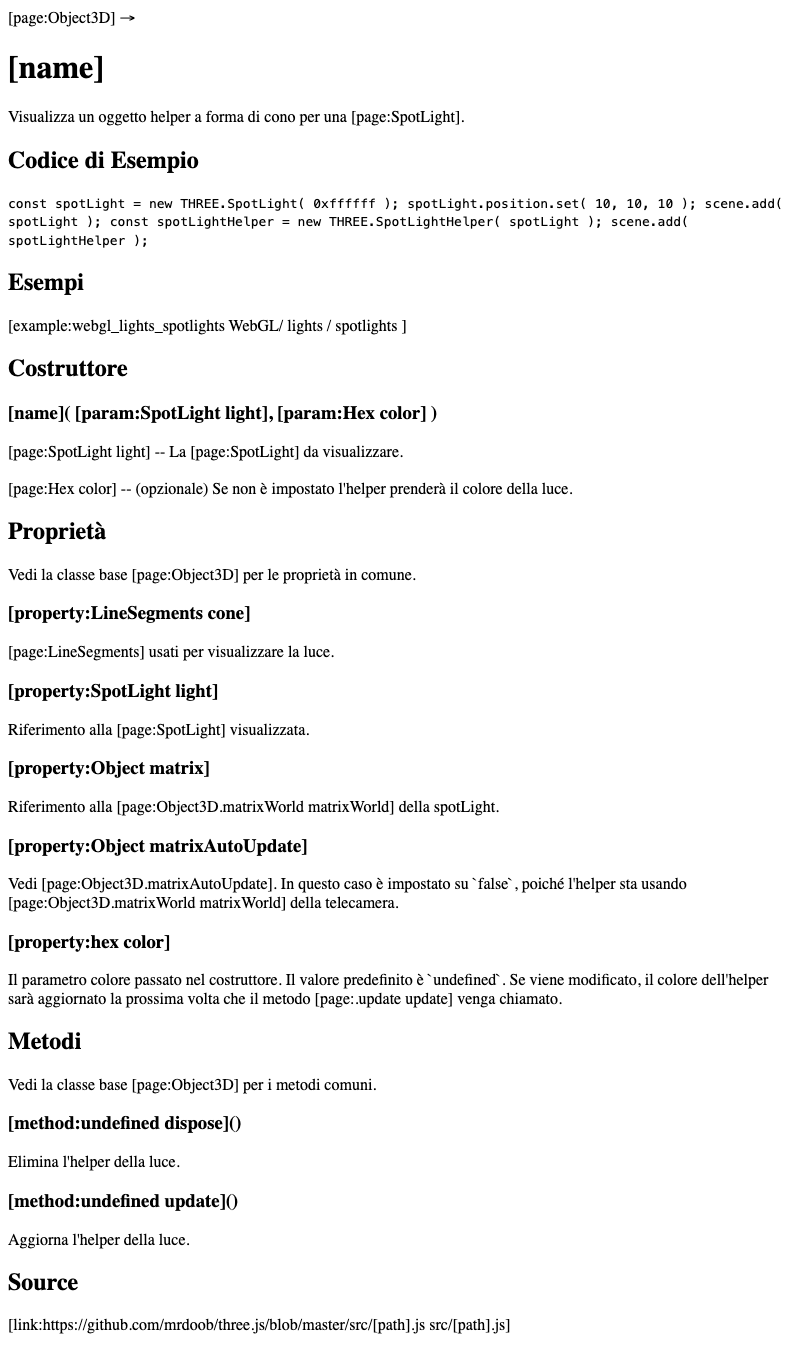 [page:Object3D] →
[name]
Visualizza un oggetto helper a forma di cono per una [page:SpotLight].
Codice di Esempio
const spotLight = new THREE.SpotLight( 0xffffff ); spotLight.position.set( 10, 10, 10 ); scene.add(
spotLight ); const spotLightHelper = new THREE.SpotLightHelper( spotLight ); scene.add(
spotLightHelper );
Esempi
[example:webgl_lights_spotlights WebGL/ lights / spotlights ]
Costruttore
[name]( [param:SpotLight light], [param:Hex color] )
[page:SpotLight light] -- La [page:SpotLight] da visualizzare.
[page:Hex color] -- (opzionale) Se non è impostato l'helper prenderà il colore della luce.
Proprietà
Vedi la classe base [page:Object3D] per le proprietà in comune.
[property:LineSegments cone]
[page:LineSegments] usati per visualizzare la luce.
[property:SpotLight light]
Riferimento alla [page:SpotLight] visualizzata.
[property:Object matrix]
Riferimento alla [page:Object3D.matrixWorld matrixWorld] della spotLight.
[property:Object matrixAutoUpdate]
Vedi [page:Object3D.matrixAutoUpdate]. In questo caso è impostato su `false`, poiché l'helper sta usando
[page:Object3D.matrixWorld matrixWorld] della telecamera.
[property:hex color]
Il parametro colore passato nel costruttore. Il valore predefinito è `undefined`. Se viene modificato, il colore dell'helper
sarà aggiornato la prossima volta che il metodo [page:.update update] venga chiamato.
Metodi
Vedi la classe base [page:Object3D] per i metodi comuni.
[method:undefined dispose]()
Elimina l'helper della luce.
[method:undefined update]()
Aggiorna l'helper della luce.
Source
[link:https://github.com/mrdoob/three.js/blob/master/src/[path].js src/[path].js]